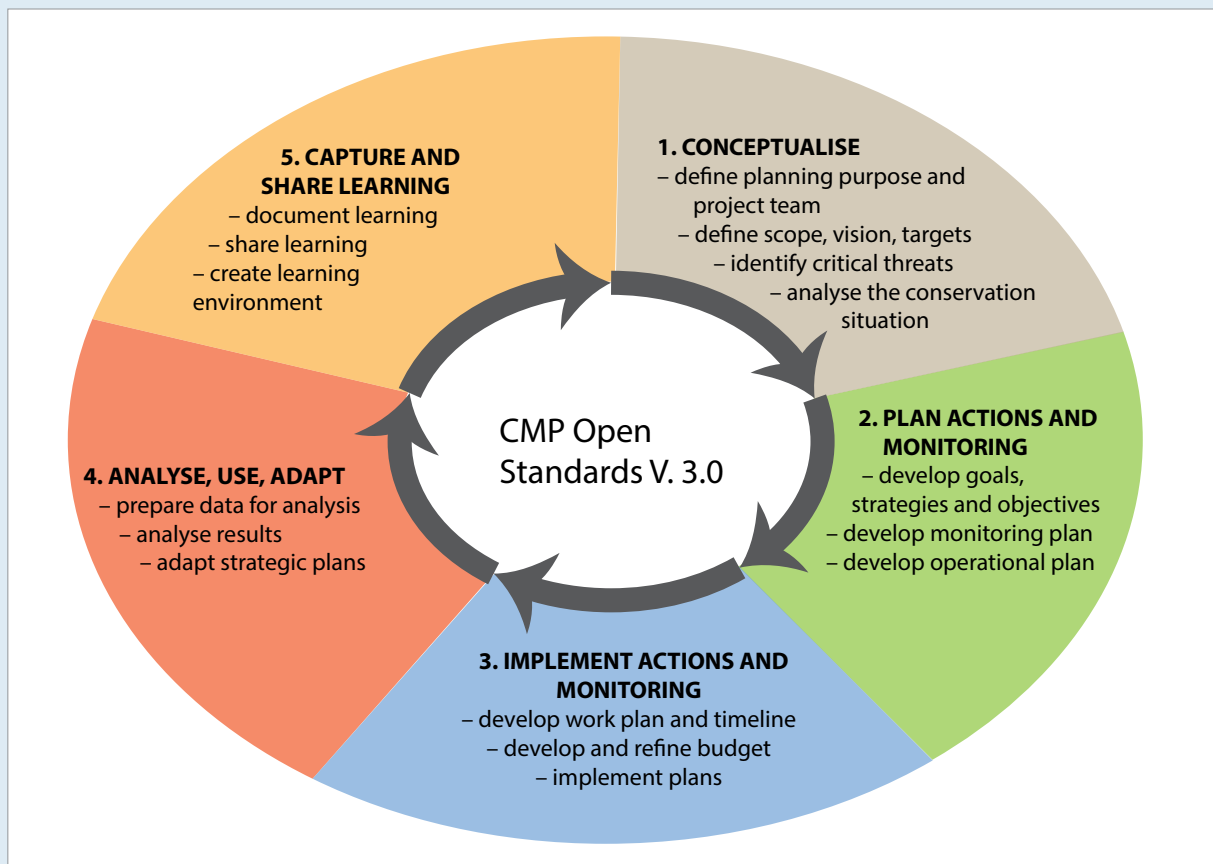 1. CONCEPTUALISE
– define planning purpose and
project team
– define scope, vision, targets
– identify critical threats
– analyse the conservation
situation
2. PLAN ACTIONS AND
MONITORING
– develop goals,
strategies and objectives
– develop monitoring plan
– develop operational plan
3. IMPLEMENT ACTIONS AND
MONITORING
– develop work plan and timeline
– develop and refine budget
– implement plans
4. ANALYSE, USE, ADAPT
– prepare data for analysis
– analyse results
– adapt strategic plans
5. CAPTURE AND
SHARE LEARNING
– document learning
– share learning
– create learning
environment
CMP Open
Standards V. 3.0